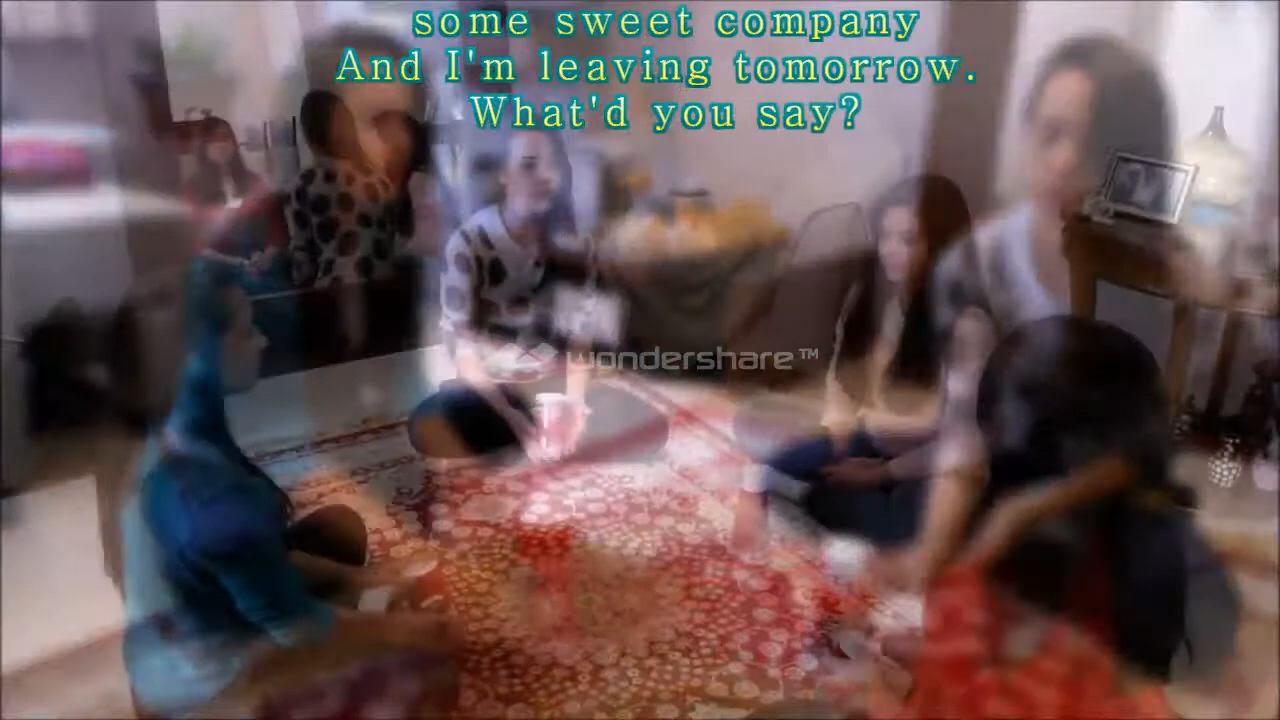 some sweet company
And I'm leaving tomorrow.
What'd you say?
wondershare™